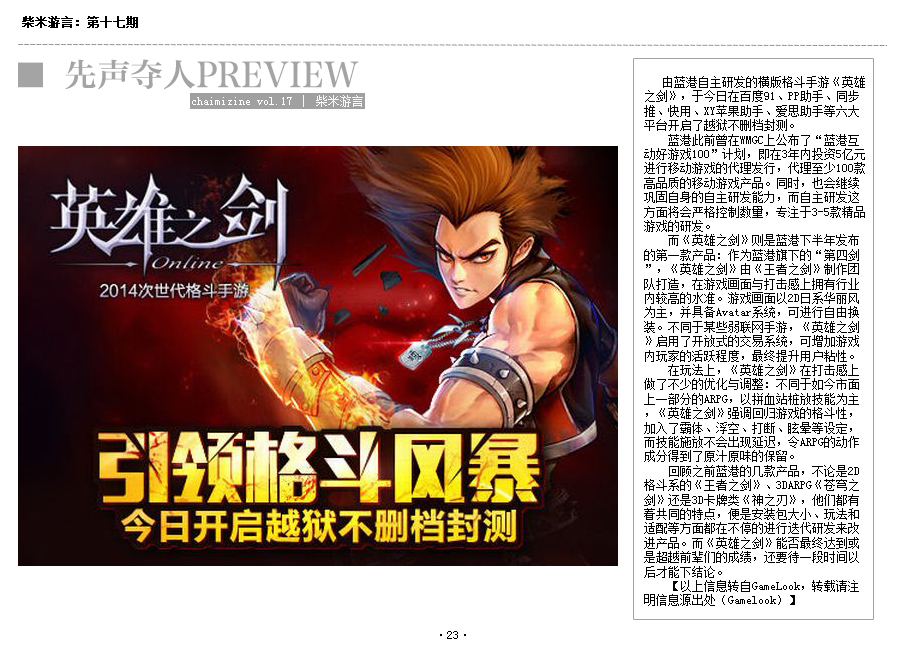 柴米游言：第十七期
先声夺人PREVIEW
chaimizine vol.17 | 柴米游言
英雄之剑
Online
2014次世代格斗手游
引领格斗风暴
今日开启越狱不删档封测
由蓝港自主研发的横版格斗手游《英雄
之剑》，于今日在百度91、PP助手、同步
推、快用、XY苹果助手、爱思助手等六大
平台开启了越狱不删档封测。
蓝港此前曾在WMGC上公布了“蓝港互
动好游戏100”计划，即在3年内投资5亿元
进行移动游戏的代理发行，代理至少100款
高品质的移动游戏产品。同时，也会继续
巩固自身的自主研发能力，而自主研发这
方面将会严格控制数量，专注于3-5款精品
游戏的研发。
而《英雄之剑》则是蓝港下半年发布
的第一款产品：作为蓝港旗下的“第四剑
”，《英雄之剑》由《王者之剑》制作团
队打造，在游戏画面与打击感上拥有行业
内较高的水准。游戏画面以2D日系华丽风
为主，并具备Avatar系统，可进行自由换
装。不同于某些弱联网手游，《英雄之剑
》启用了开放式的交易系统，可增加游戏
内玩家的活跃程度，最终提升用户粘性。
在玩法上，《英雄之剑》在打击感上
做了不少的优化与调整：不同于如今市面
上一部分的ARPG，以拼血站桩放技能为主
，《英雄之剑》强调回归游戏的格斗性，
加入了霸体、浮空、打断、眩晕等设定，
而技能施放不会出现延迟，令ARPG的动作
成分得到了原汁原味的保留。
回顾之前蓝港的几款产品，不论是2D
格斗系的《王者之剑》、3DARPG《苍穹之
剑》还是3D卡牌类《神之刃》，他们都有
着共同的特点，便是安装包大小、玩法和
适配等方面都在不停的进行迭代研发来改
进产品。而《英雄之剑》能否最终达到或
是超越前辈们的成绩，还要待一段时间以
后才能下结论。
【以上信息转自GameLook，转载请注
明信息源出处（Gamelook）】
·23·